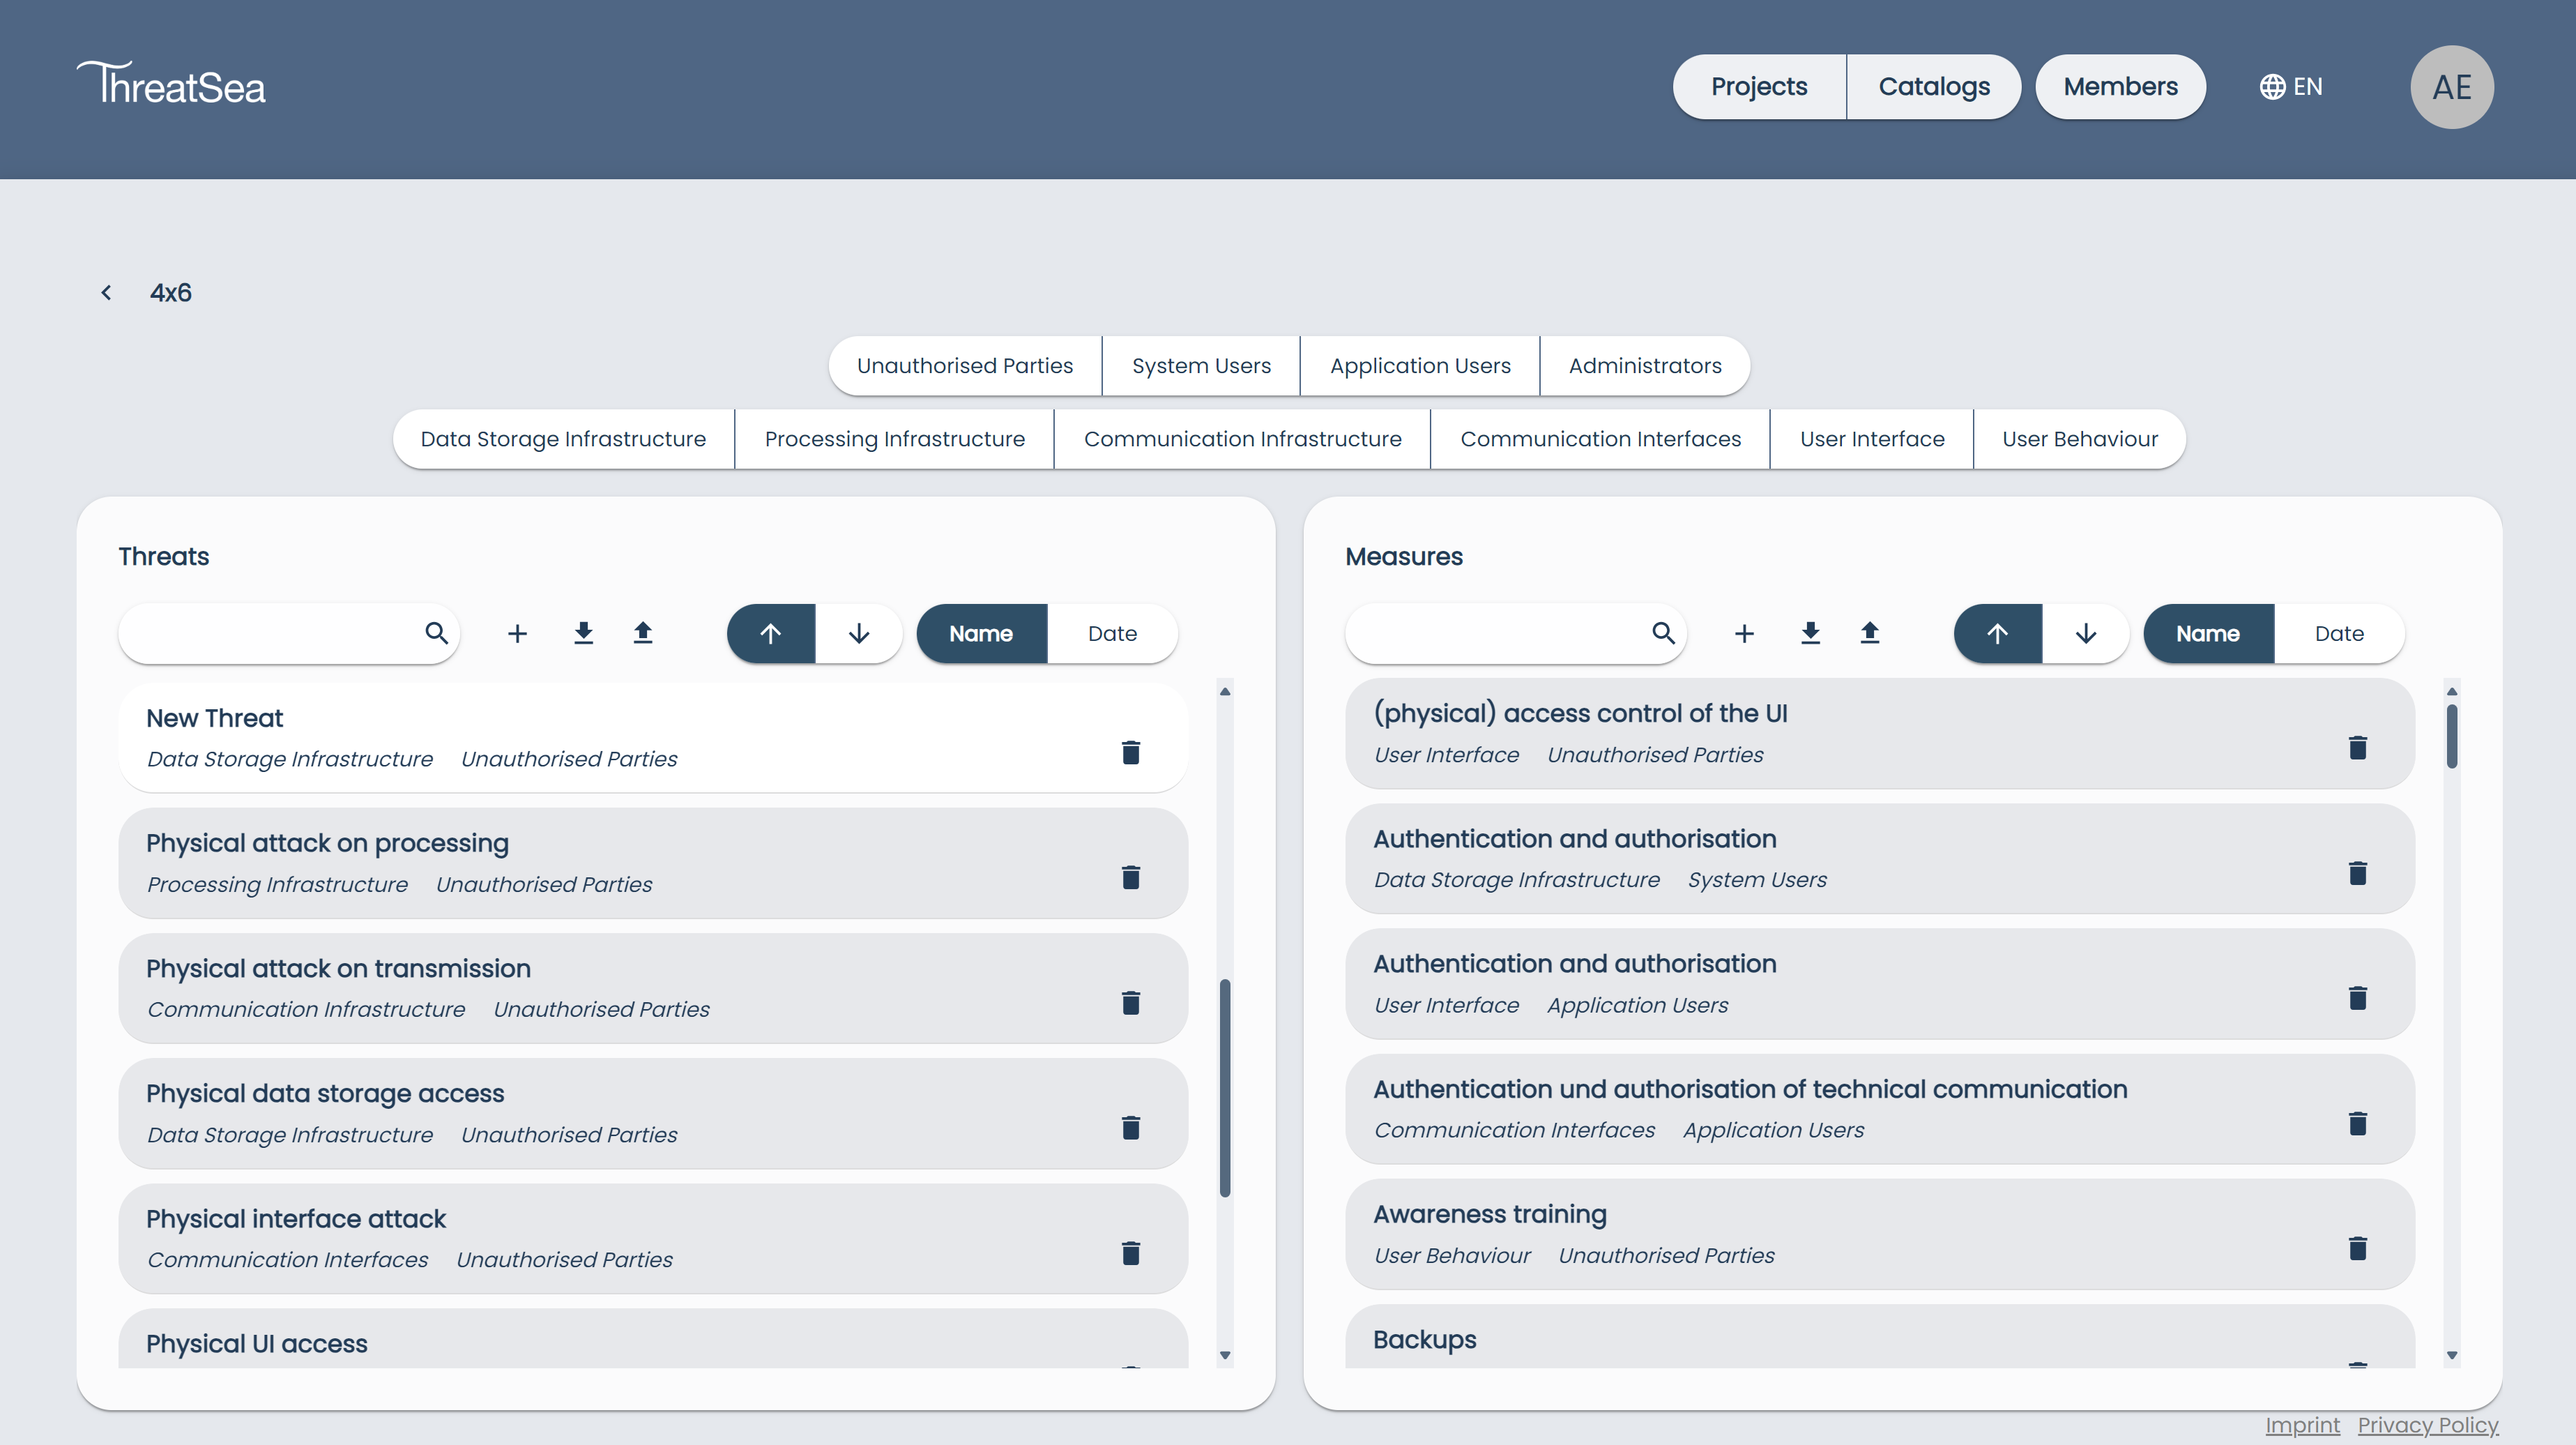 ThreatSea
Projects Catalogs Members EN AE
4x6
Unauthorised Parties System Users Application Users Administrators
Data Storage Infrastructure Processing Infrastructure Communication Infrastructure Communication Interfaces User Interface User Behaviour
Threats
Name Date
New Threat
Data Storage Infrastructure Unauthorised Parties
Physical attack on processing
Processing Infrastructure Unauthorised Parties
Physical attack on transmission
Communication Infrastructure Unauthorised Parties
Physical data storage access
Data Storage Infrastructure Unauthorised Parties
Physical interface attack
Communication Interfaces Unauthorised Parties
Physical UI access
Measures
Name Date
(physical) access control of the UI
User Interface Unauthorised Parties
Authentication and authorisation
Data Storage Infrastructure System Users
Authentication and authorisation
User Interface Application Users
Authentication und authorisation of technical communication
Communication Interfaces Application Users
Awareness training
User Behaviour Unauthorised Parties
Backups
Imprint Privacy Policy